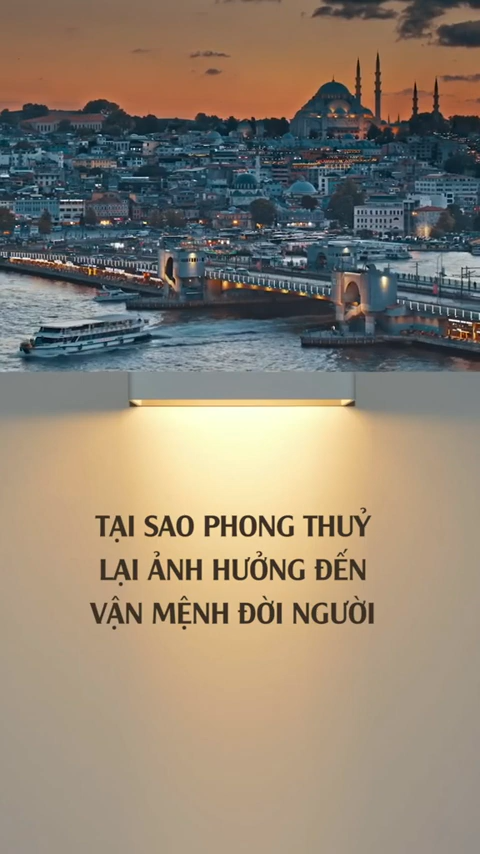 TẠI SAO PHONG THUỶ
LẠI ẢNH HƯỞNG ĐẾN
VẬN MỆNH ĐỜI NGƯỜI